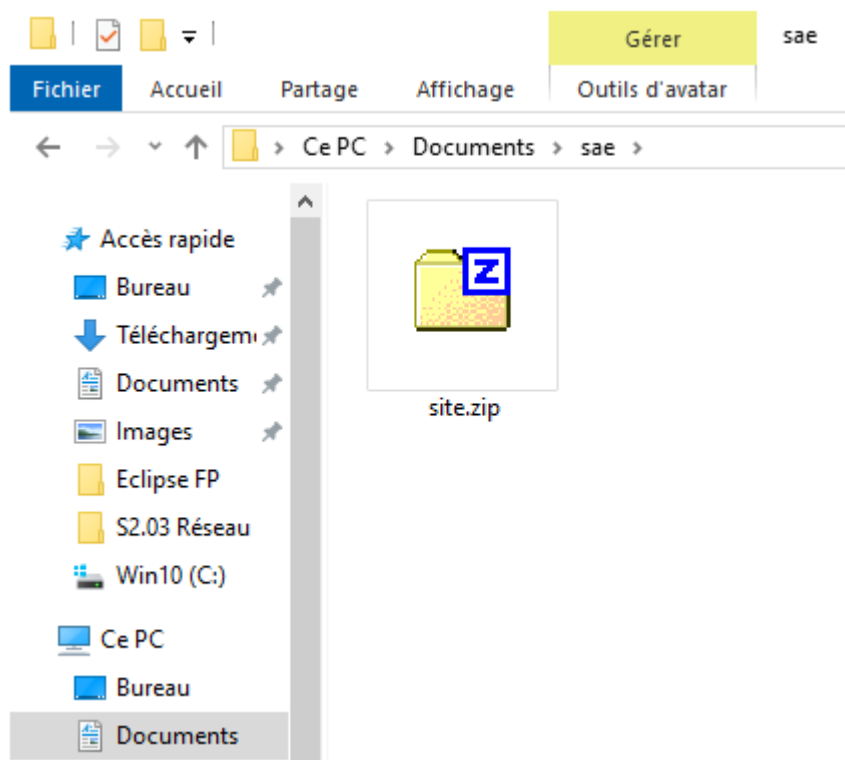 Gérer
sae
Fichier
Accueil
Partage
Affichage
Outils d'avatar
Ce PC
Documents
sae
Accès rapide
Bureau
Téléchargem
Documents
Images
Eclipse FP
S2.03 Réseau
Win10 (C:)
Ce PC
Bureau
Documents
Z
site.zip